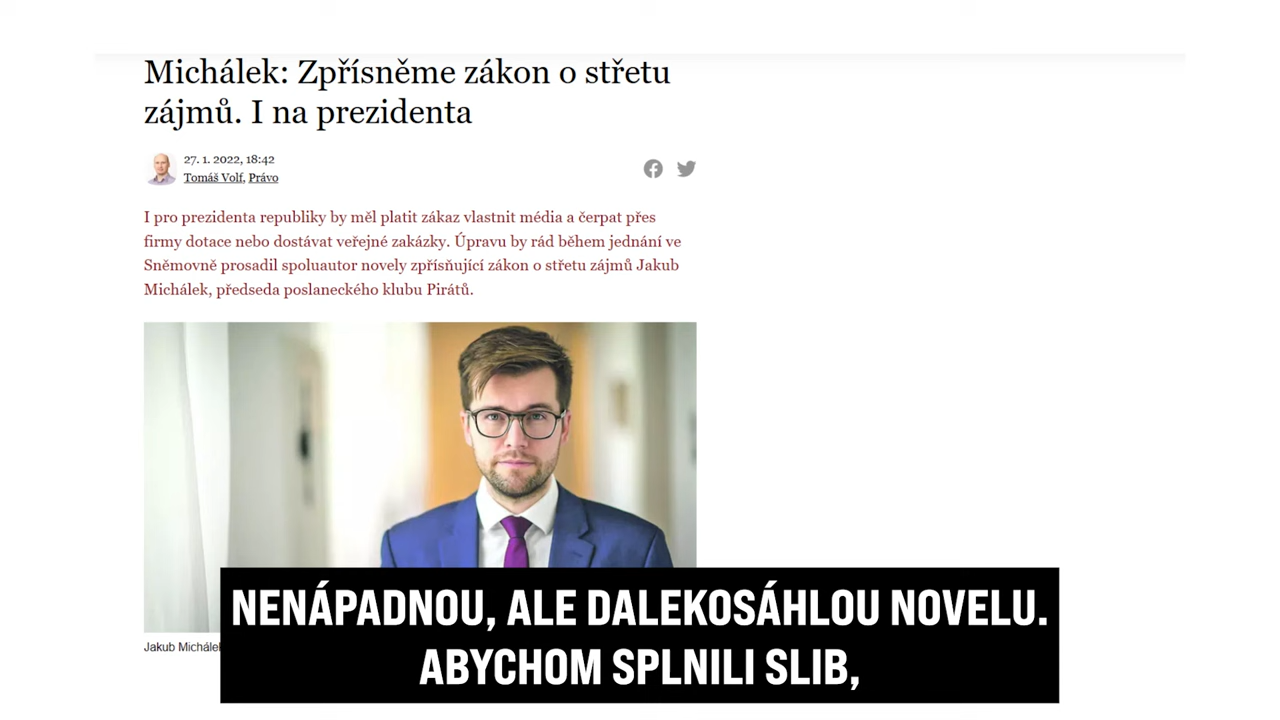 Michálek: Zpřísněme zákon o střetu
zájmů. I na prezidenta
27. 1. 2022, 18:42
Tomáš Volf, Právo
I pro prezidenta republiky by měl platit zákaz vlastnit média a čerpat přes
firmy dotace nebo dostávat veřejné zakázky. Úpravu by rád během jednání ve
Sněmovně prosadil spoluautor novely zpřísňující zákon o střetu zájmů Jakub
Michálek, předseda poslaneckého klubu Pirátů.
Jakub Michálek
NENÁPADNOU, ALE DALEKOSÁHLOU NOVELU.
ABYCHOM SPLNILI SLIB,